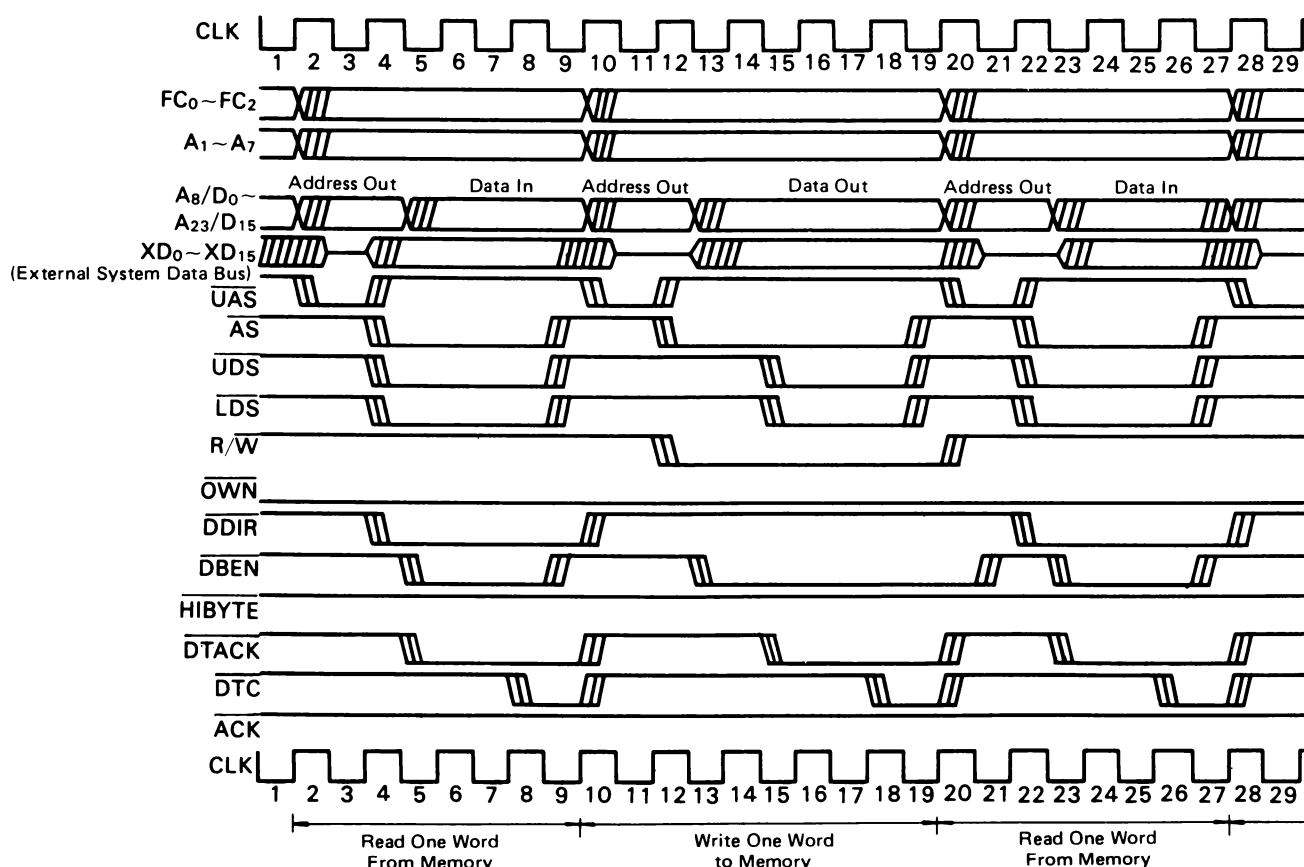 CLK
1 2 3 4 5 6 7 8 9 10 11 12 13 14 15 16 17 18 19 20 21 22 23 24 25 26 27 28 29
FC0~FC2
A1~A7
Address Out Data In Address Out Data Out Address Out Data In
A8/D0~
A23/D15
XD0~XD15
(External System Data Bus)
UAS
AS
UDS
LDS
R/W
OWN
DDIR
DBEN
HIBYTE
DTACK
DTC
ACK
CLK
1 2 3 4 5 6 7 8 9 10 11 12 13 14 15 16 17 18 19 20 21 22 23 24 25 26 27 28 29
Read One Word
From Memory
Write One Word
to Memory
Read One Word
From Memory